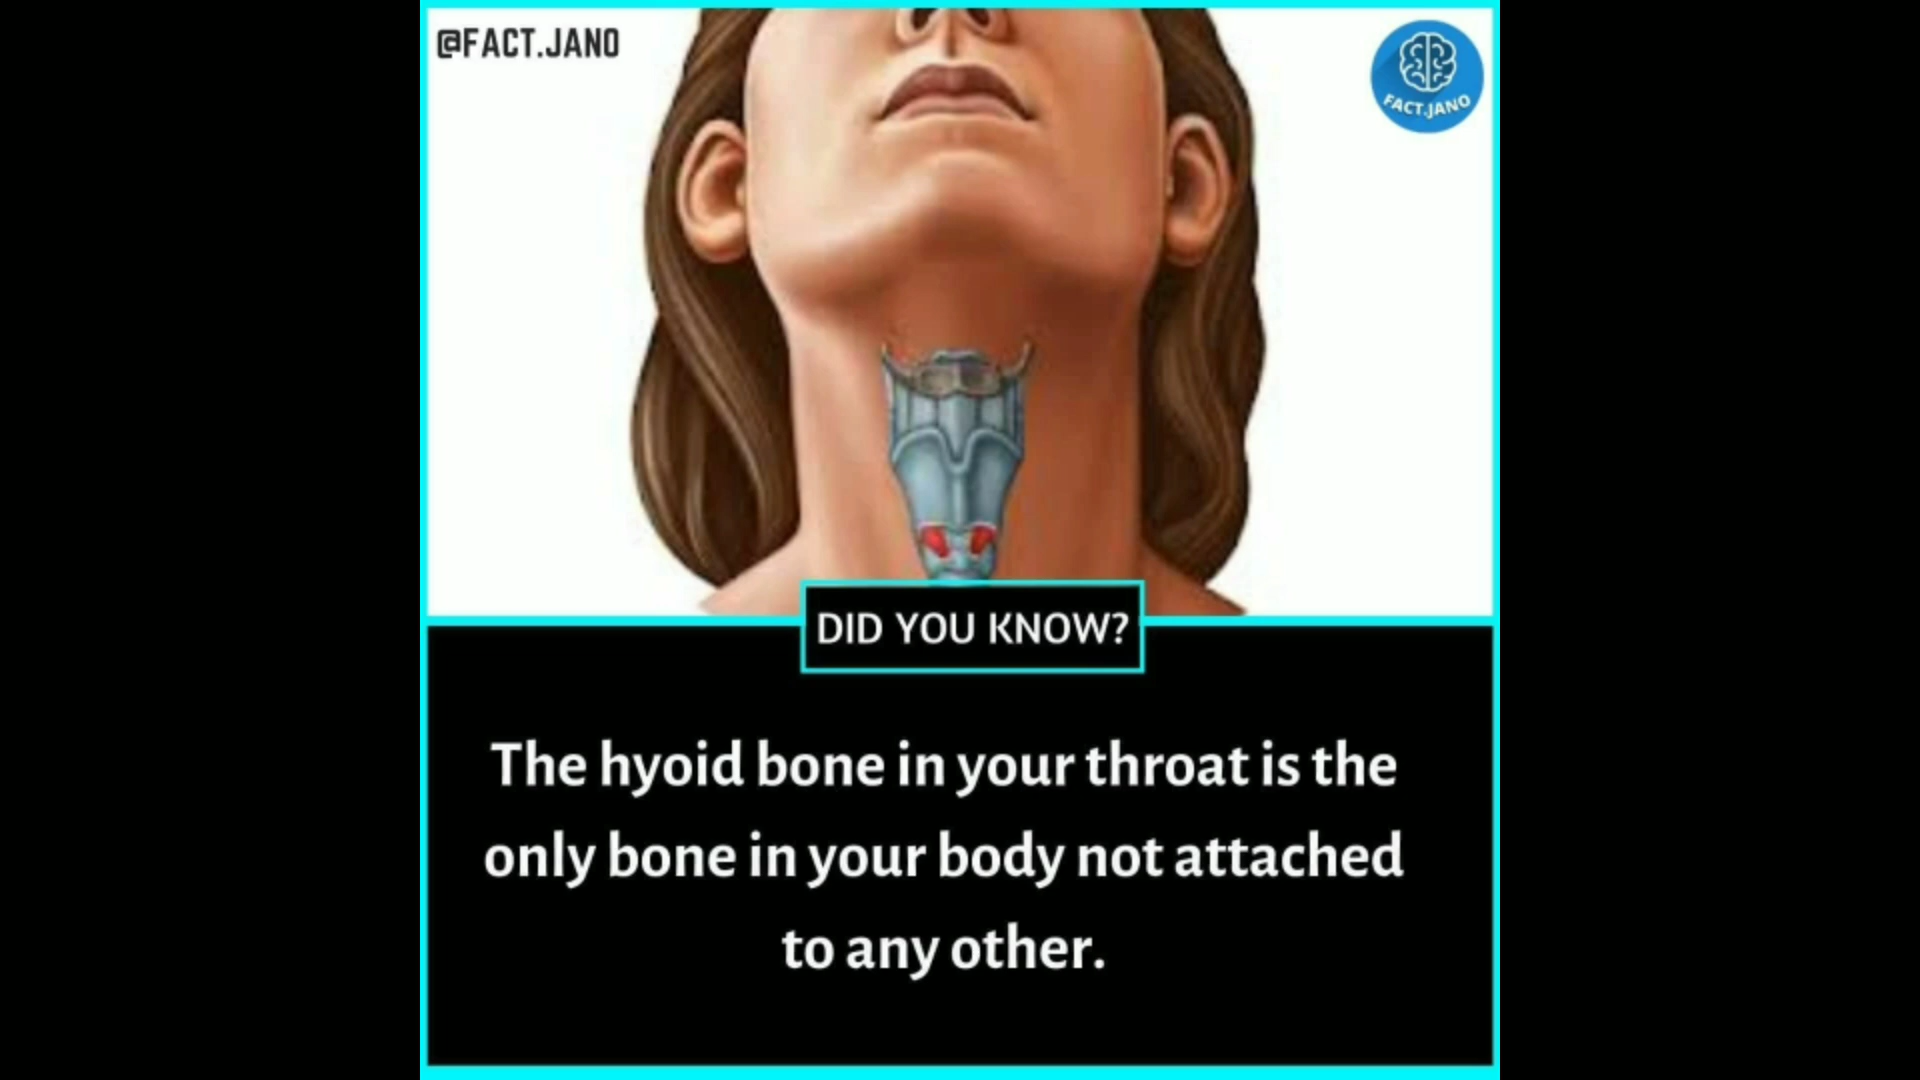 @FACT.JANO
FACT.JANO
DID YOU KNOW?
The hyoid bone in your throat is the
only bone in your body not attached
to any other.